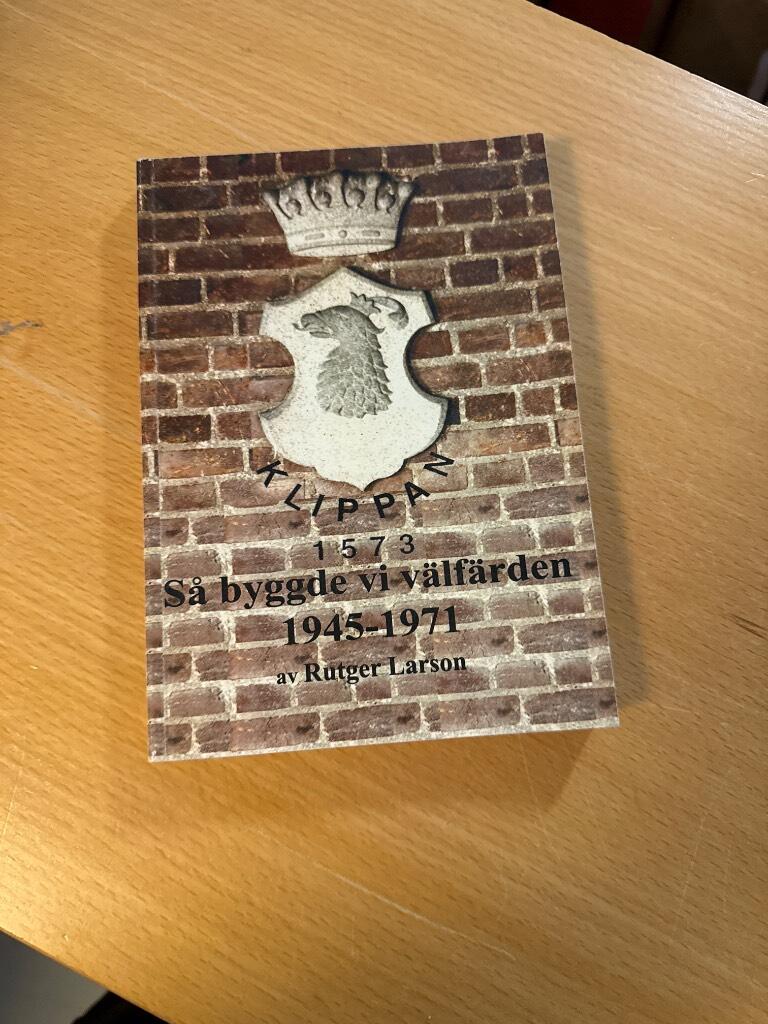 KLIPPAN
1573
Så byggde vi välfärden
1945-1971
av Rutger Larson